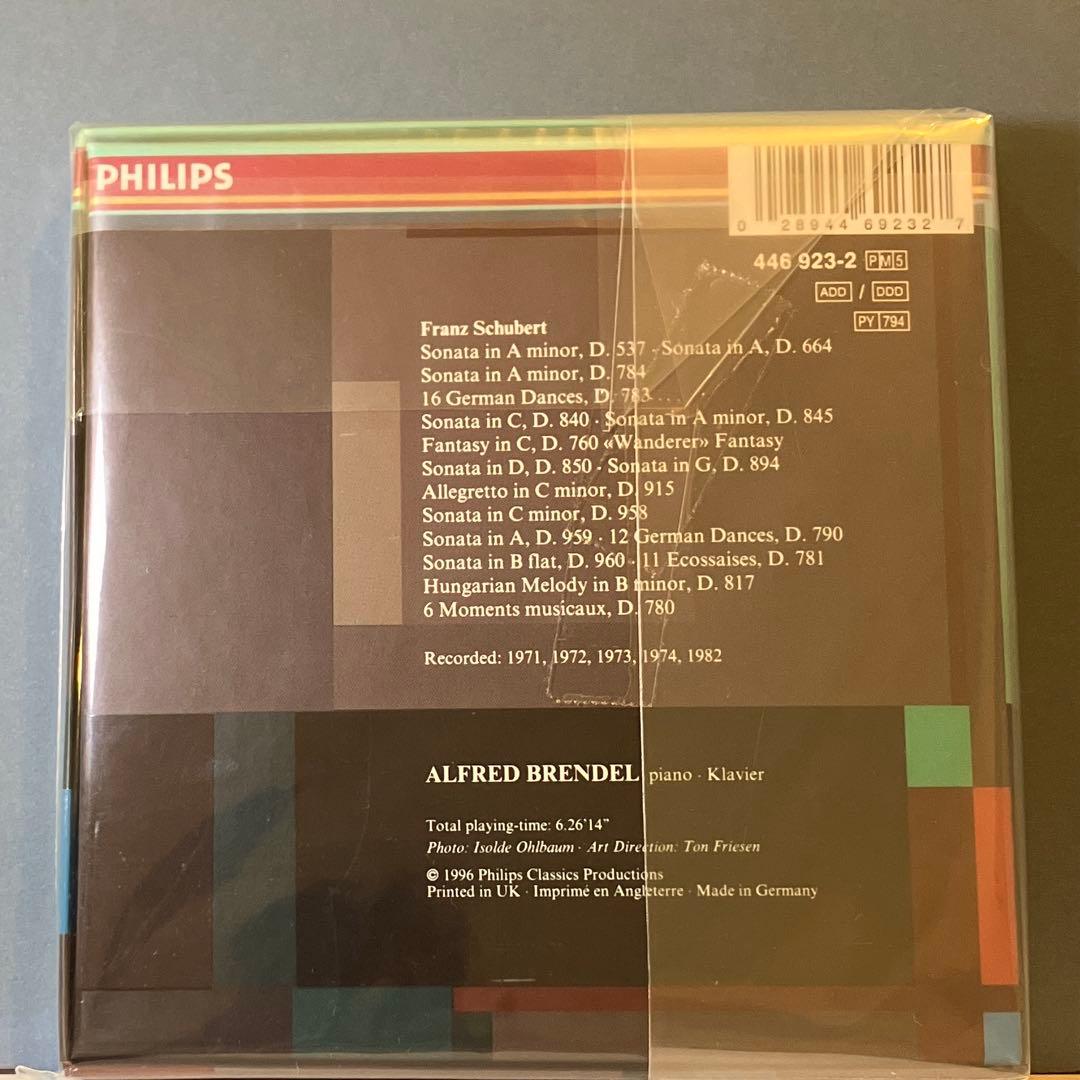 PHILIPS
0 28944 69232 7
446 923-2 PM5
ADD / DDD
PY 794
Franz Schubert
Sonata in A minor, D. 537 · Sonata in A, D. 664
Sonata in A minor, D. 784
16 German Dances, D. 783
Sonata in C, D. 840 · Sonata in A minor, D. 845
Fantasy in C, D. 760 «Wanderer» Fantasy
Sonata in D, D. 850 · Sonata in G, D. 894
Allegretto in C minor, D. 915
Sonata in C minor, D. 958
Sonata in A, D. 959 · 12 German Dances, D. 790
Sonata in B flat, D. 960 · 11 Ecossaises, D. 781
Hungarian Melody in B minor, D. 817
6 Moments musicaux, D. 780
Recorded: 1971, 1972, 1973, 1974, 1982
ALFRED BRENDEL piano · Klavier
Total playing-time: 6.26'14"
Photo: Isolde Ohlbaum · Art Direction: Ton Friesen
© 1996 Philips Classics Productions
Printed in UK · Imprimé en Angleterre · Made in Germany